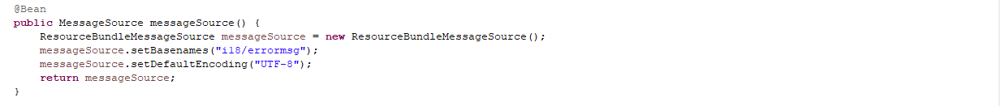 @Bean
public MessageSource messageSource() {
    ResourceBundleMessageSource messageSource = new ResourceBundleMessageSource();
    messageSource.setBasenames("i18/errormsg");
    messageSource.setDefaultEncoding("UTF-8");
    return messageSource;
}